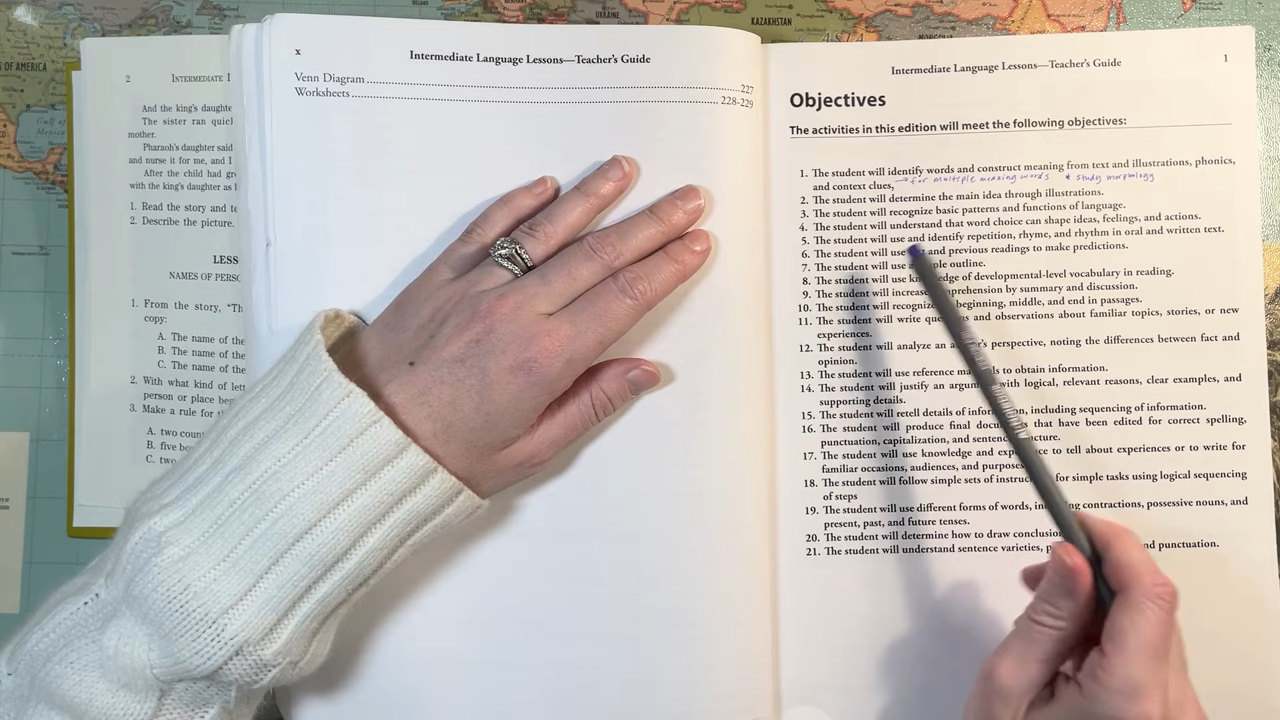 UKRAINE
KAZAKHSTAN
MONGOLIA
OF AMERICA
Gulf of
Mexico
2 INTERMEDIATE
And the king's daughte
The sister ran quicl
mother.
Pharaoh's daughter said
and nurse it for me, and I
After the child had gr
with the king's daughter as
1. Read the story and te
2. Describe the picture.
LESS
NAMES OF PERSO
1. From the story, "Th
copy:
A. The name of the
B. The name of the
C. The name of the
2. With what kind of lett
person or place be
3. Make a rule for
A. two coun
B. five bo
C. two
x Intermediate Language Lessons—Teacher's Guide
Venn Diagram 227
Worksheets 228-229
Intermediate Language Lessons—Teacher's Guide 1
Objectives
The activities in this edition will meet the following objectives:
1. The student will identify words and construct meaning from text and illustrations, phonics,
and context clues, → for multiple meaning words * study morphology
2. The student will determine the main idea through illustrations.
3. The student will recognize basic patterns and functions of language.
4. The student will understand that word choice can shape ideas, feelings, and actions.
5. The student will use and identify repetition, rhyme, and rhythm in oral and written text.
6. The student will use and previous readings to make predictions.
7. The student will use outline.
8. The student will use of developmental-level vocabulary in reading.
9. The student will increase by summary and discussion.
10. The student will recognize beginning, middle, and end in passages.
11. The student will write and observations about familiar topics, stories, or new
experiences.
12. The student will analyze an perspective, noting the differences between fact and
opinion.
13. The student will use reference to obtain information.
14. The student will justify an with logical, relevant reasons, clear examples, and
supporting details.
15. The student will retell details of including sequencing of information.
16. The student will produce final that have been edited for correct spelling,
punctuation, capitalization, and
17. The student will use knowledge and to tell about experiences or to write for
familiar occasions, audiences, and purposes
18. The student will follow simple sets of for simple tasks using logical sequencing
of steps
19. The student will use different forms of words, contractions, possessive nouns, and
present, past, and future tenses.
20. The student will determine how to draw
21. The student will understand sentence varieties, and punctuation.